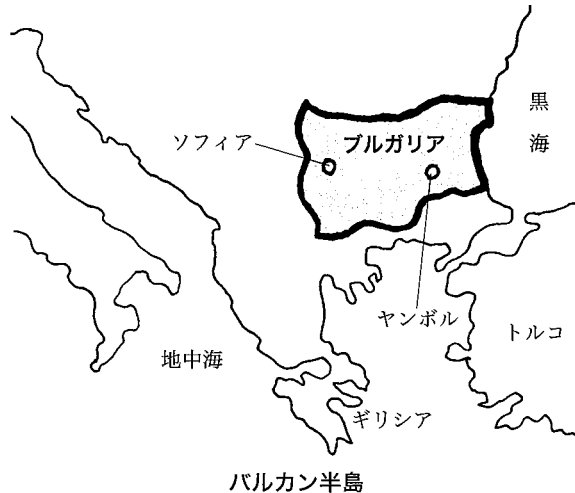 黒海
ブルガリア
ソフィア
ヤンボル
トルコ
地中海
ギリシア
バルカン半島